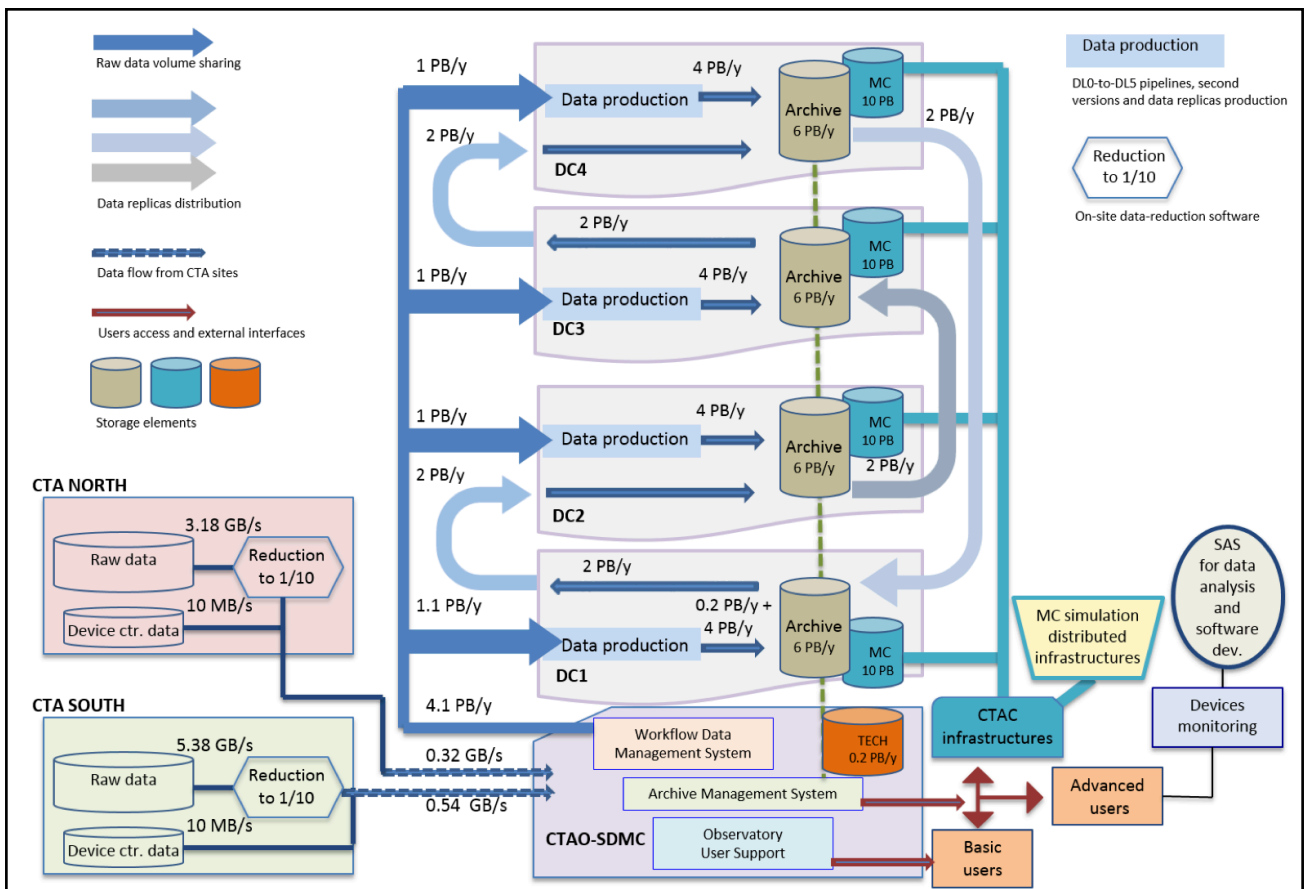 Raw data volume sharing
Data replicas distribution
Data flow from CTA sites
Users access and external interfaces
Storage elements
Data production
DL0-to-DL5 pipelines, second
versions and data replicas production
Reduction
to 1/10
On-site data-reduction software
1 PB/y
Data production
4 PB/y
Archive
6 PB/y
MC
10 PB
2 PB/y
2 PB/y
DC4
2 PB/y
1 PB/y
Data production
4 PB/y
Archive
6 PB/y
MC
10 PB
DC3
1 PB/y
Data production
4 PB/y
Archive
6 PB/y
MC
10 PB
2 PB/y
2 PB/y
DC2
2 PB/y
1.1 PB/y
0.2 PB/y +
4 PB/y
Data production
Archive
6 PB/y
MC
10 PB
DC1
4.1 PB/y
CTA NORTH
3.18 GB/s
Raw data
Reduction
to 1/10
10 MB/s
Device ctr. data
CTA SOUTH
5.38 GB/s
Raw data
Reduction
to 1/10
10 MB/s
Device ctr. data
0.32 GB/s
0.54 GB/s
Workflow Data
Management System
TECH
0.2 PB/y
Archive Management System
CTAO-SDMC
Observatory
User Support
CTAC
infrastructures
MC simulation
distributed
infrastructures
SAS
for data
analysis
and
software
dev.
Devices
monitoring
Advanced
users
Basic
users